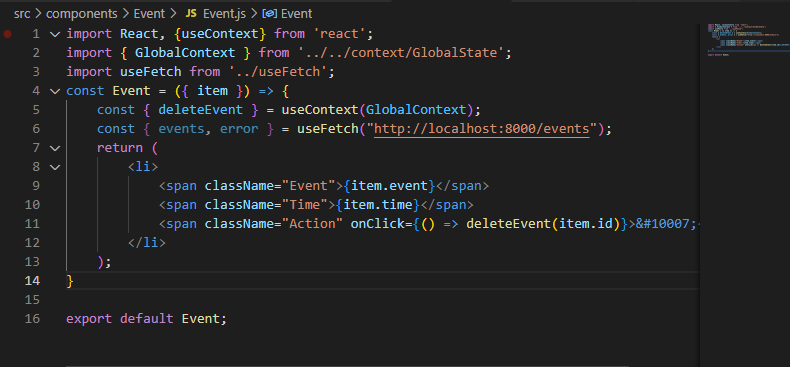 src > components > Event > JS Event.js > Event
1 import React, {useContext} from 'react';
2 import { GlobalContext } from '../../context/GlobalState';
3 import useFetch from '../useFetch';
4 const Event = ({ item }) => {
5 const { deleteEvent } = useContext(GlobalContext);
6 const { events, error } = useFetch("http://localhost:8000/events");
7 return (
8 <li>
9 <span className="Event">{item.event}</span>
10 <span className="Time">{item.time}</span>
11 <span className="Action" onClick={() => deleteEvent(item.id)}>&#10007;<
12 </li>
13 );
14 }
15
16 export default Event;